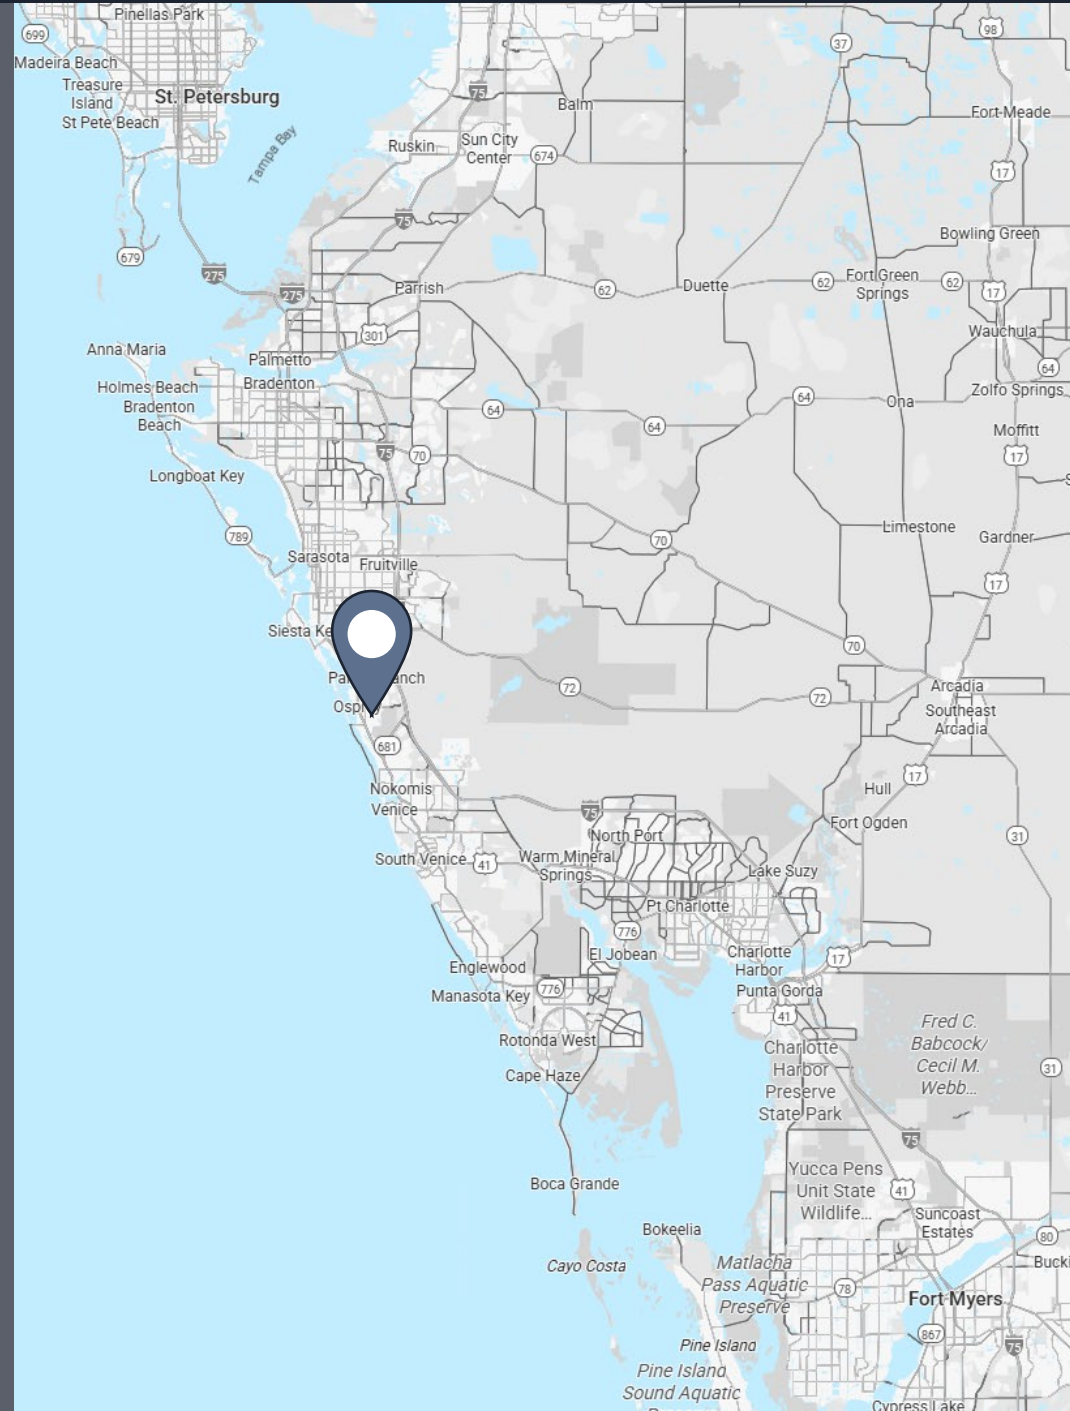 Pinellas Park
699
98
37
Madeira Beach
Treasure
Island
75
St. Petersburg
Balm
Fort Meade
St Pete Beach
Tampa Bay
Ruskin
Sun City
Center
674
17
75
Bowling Green
679
275
275
Parrish
62
Duette
62
Fort Green
Springs
62
17
301
Wauchula
Anna Maria
Palmetto
64
Holmes Beach
Bradenton
Zolfo Springs
Bradenton
Beach
64
64
Ona
64
Moffitt
75
70
17
Longboat Key
789
70
Limestone
Gardner
Sarasota
Fruitville
17
Siesta Ke
70
Pa
anch
72
72
Arcadia
Osp
Southeast
Arcadia
681
17
Nokomis
Hull
Venice
75
North Port
Fort Ogden
31
South Venice
41
Warm Mineral
Springs
Lake Suzy
Pt Charlotte
776
El Jobean
Charlotte
Harbor
17
Englewood
Manasota Key
776
Punta Gorda
41
Fred C.
Babcock/
Cecil M.
Webb...
Rotonda West
Charlotte
Harbor
Preserve
State Park
31
Cape Haze
75
Yucca Pens
Unit State
Wildlife...
Boca Grande
41
Suncoast
Estates
Bokeelia
80
Cayo Costa
Matlacha
Pass Aquatic
Preserve
Bucki
78
Fort Myers
867
75
Pine Island
Pine Island
Sound Aquatic
Cypress Lake